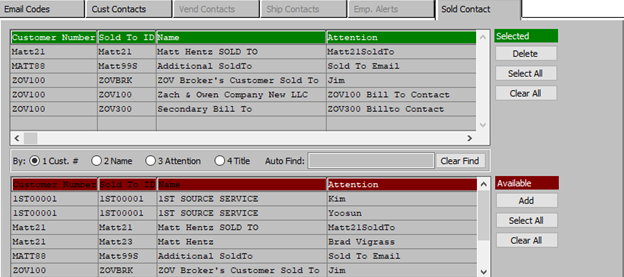 Email Codes Cust Contacts Vend Contacts Ship Contacts Emp. Alerts Sold Contact
Customer Number Sold To ID Name Attention
Matt21 Matt21 Matt Hentz SOLD TO Matt21SoldTo
MATT88 Matt99S Additional SoldTo Sold To Email
ZOV100 ZOVBRK ZOV Broker's Customer Sold To Jim
ZOV100 ZOV100 Zach & Owen Company New LLC ZOV100 Bill To Contact
ZOV100 ZOV300 Secondary Bill To ZOV300 Billto Contact
Selected
Delete
Select All
Clear All
By: 1 Cust. # 2 Name 3 Attention 4 Title Auto Find: Clear Find
Customer Number Sold To ID Name Attention
1ST00001 1ST00001 1ST SOURCE SERVICE Kim
1ST00001 1ST00001 1ST SOURCE SERVICE Yoosun
Matt21 Matt21 Matt Hentz SOLD TO Matt21SoldTo
Matt21 Matt23 Matt Hentz Brad Vigrass
MATT88 Matt99S Additional SoldTo Sold To Email
ZOV100 ZOVBRK ZOV Broker's Customer Sold To Jim
Available
Add
Select All
Clear All